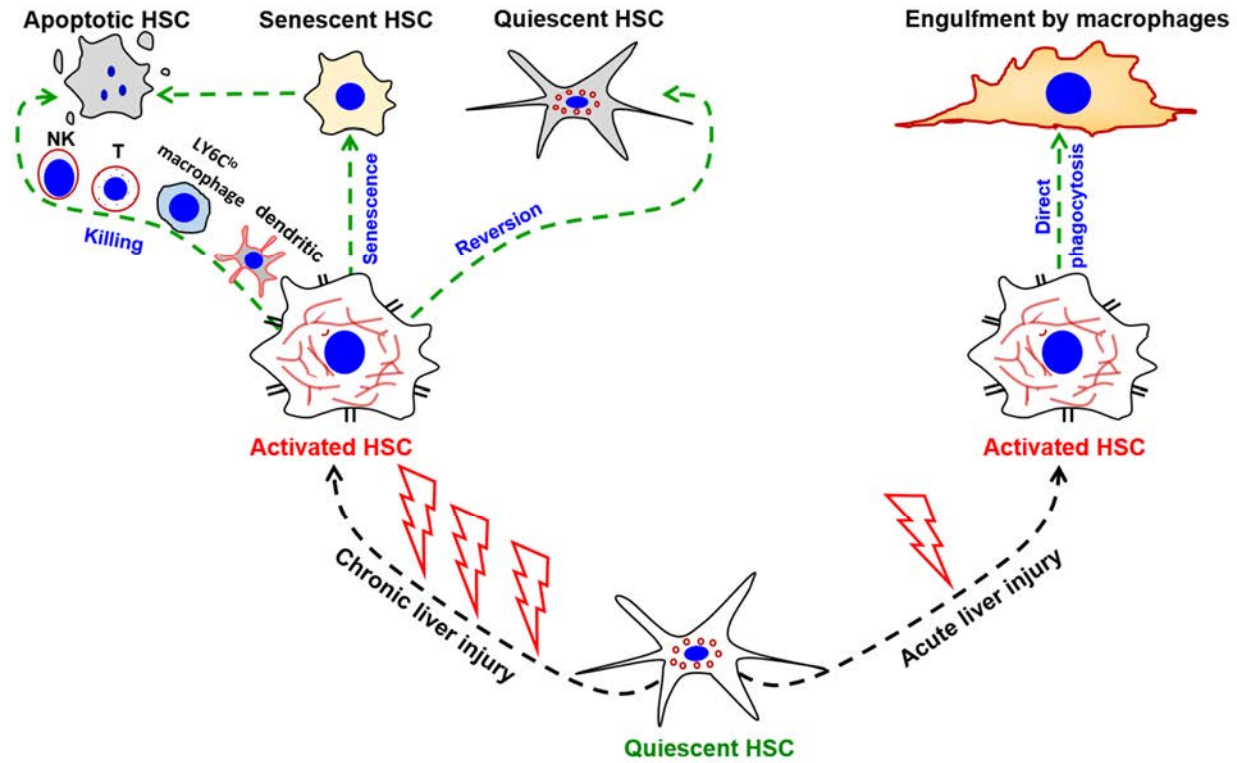 Apoptotic HSC
Senescent HSC
Quiescent HSC
Engulfment by macrophages
NK
T
LY6Clo
macrophage
dendritic
Killing
Senescence
Reversion
Direct
phagocytosis
Activated HSC
Activated HSC
Chronic liver injury
Acute liver injury
Quiescent HSC